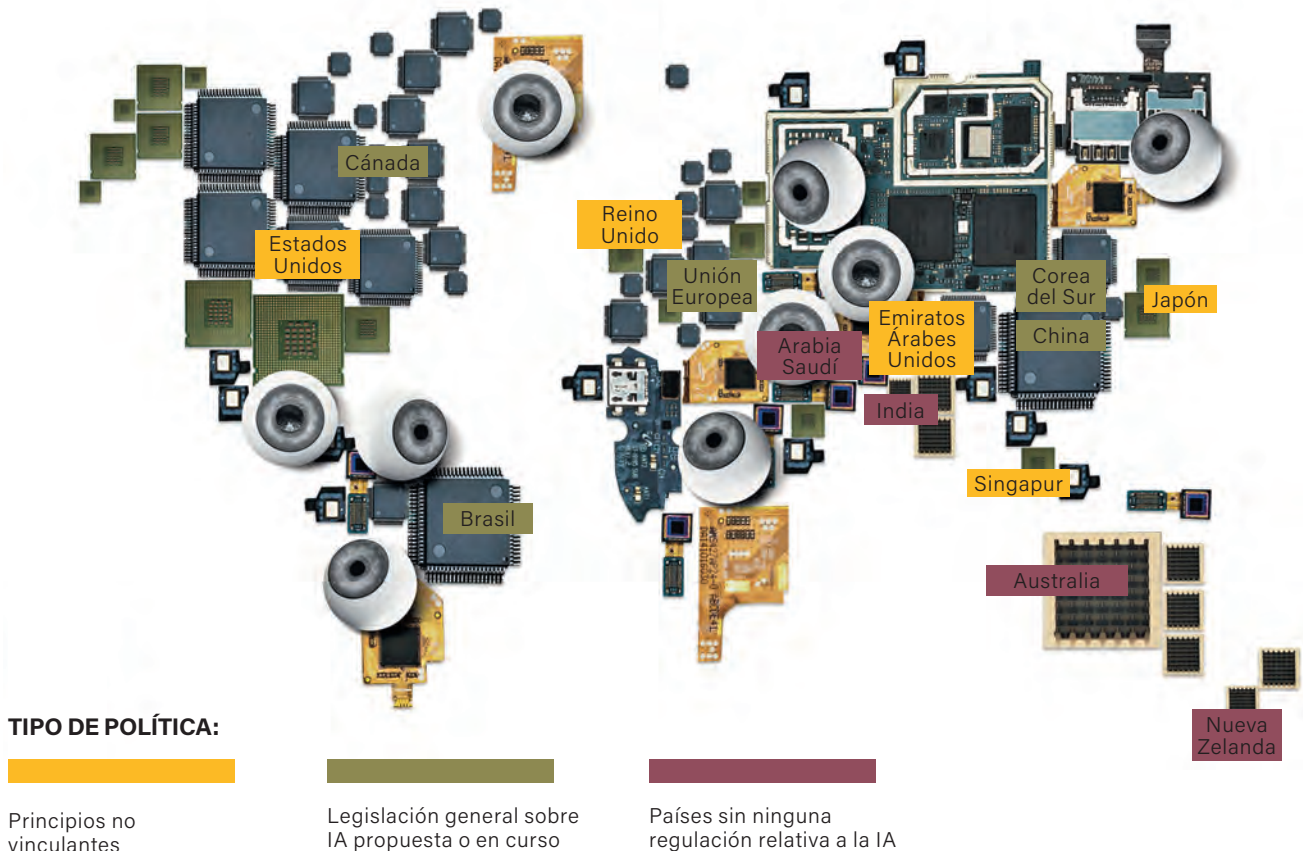 Cánada
Estados
Unidos
Reino
Unido
Unión
Europea
Corea
del Sur
Japón
Emiratos
Árabes
Unidos
China
Arabia
Saudí
India
Singapur
Brasil
Australia
Nueva
Zelanda
TIPO DE POLÍTICA:
Principios no
vinculantes
Legislación general sobre
IA propuesta o en curso
Países sin ninguna
regulación relativa a la IA